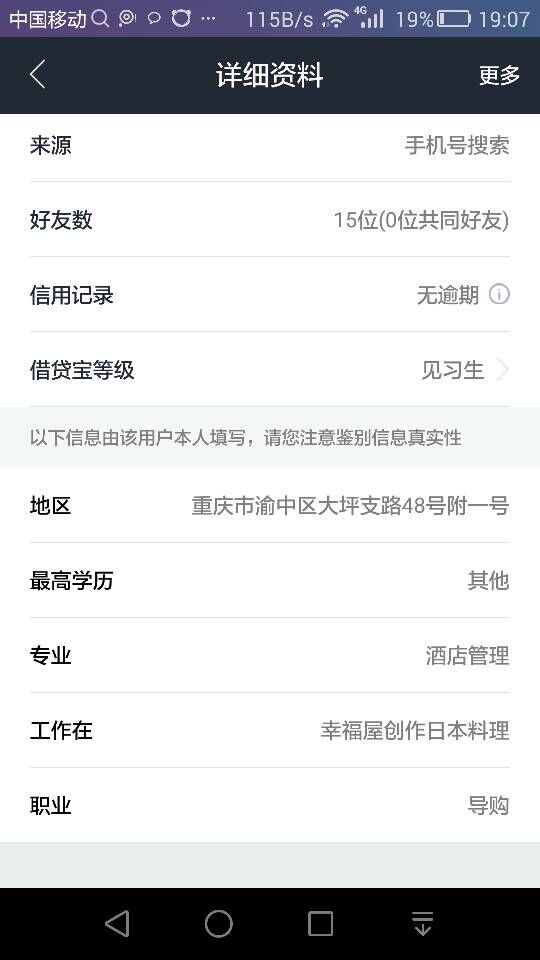 中国移动 115B/s 4G 19% 19:07
详细资料 更多
来源 手机号搜索
好友数 15位(0位共同好友)
信用记录 无逾期
借贷宝等级 见习生
以下信息由该用户本人填写，请您注意鉴别信息真实性
地区 重庆市渝中区大坪支路48号附一号
最高学历 其他
专业 酒店管理
工作在 幸福屋创作日本料理
职业 导购